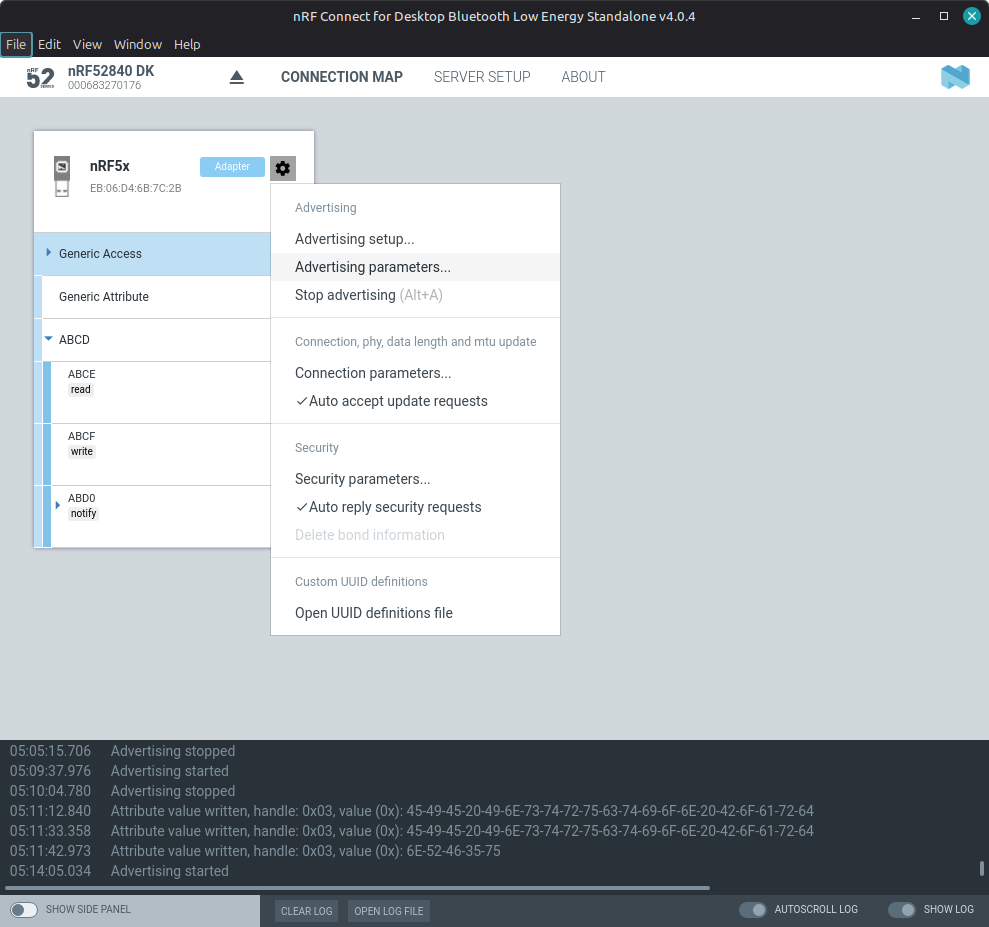 nRF Connect for Desktop Bluetooth Low Energy Standalone v4.0.4
File Edit View Window Help
nRF 52 SERIES
nRF52840 DK
000683270176
CONNECTION MAP SERVER SETUP ABOUT
nRF5x Adapter
EB:06:D4:6B:7C:2B
Generic Access
Generic Attribute
ABCD
ABCE
read
ABCF
write
ABD0
notify
Advertising
Advertising setup...
Advertising parameters...
Stop advertising (Alt+A)
Connection, phy, data length and mtu update
Connection parameters...
✓Auto accept update requests
Security
Security parameters...
✓Auto reply security requests
Delete bond information
Custom UUID definitions
Open UUID definitions file
05:05:15.706 Advertising stopped
05:09:37.976 Advertising started
05:10:04.780 Advertising stopped
05:11:12.840 Attribute value written, handle: 0x03, value (0x): 45-49-45-20-49-6E-73-74-72-75-63-74-69-6F-6E-20-42-6F-61-72-64
05:11:33.358 Attribute value written, handle: 0x03, value (0x): 45-49-45-20-49-6E-73-74-72-75-63-74-69-6F-6E-20-42-6F-61-72-64
05:11:42.973 Attribute value written, handle: 0x03, value (0x): 6E-52-46-35-75
05:14:05.034 Advertising started
SHOW SIDE PANEL CLEAR LOG OPEN LOG FILE AUTOSCROLL LOG SHOW LOG